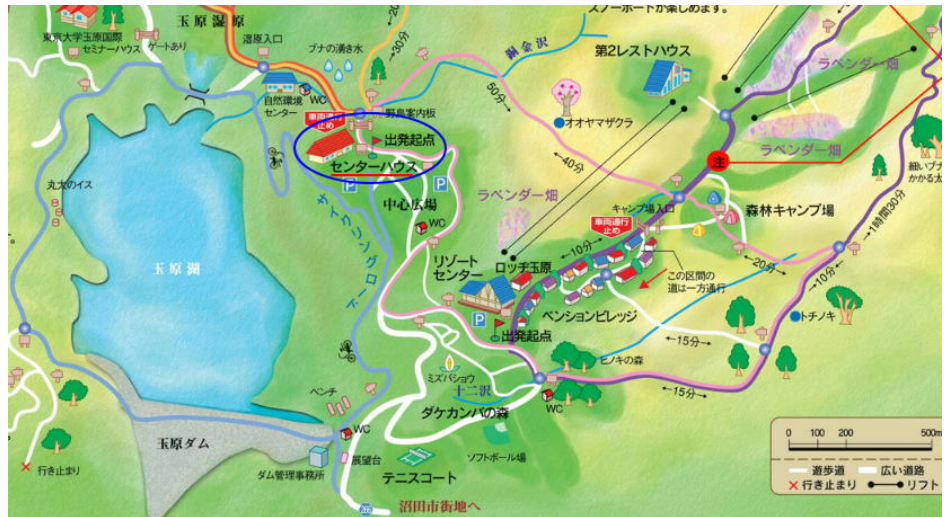 スノーボードが楽しめます。
玉原湿原
東京大学玉原国際
セミナーハウス
ゲートあり
湿原入口
ブナの湧き水
←30分
銅金沢
第2レストハウス
ラベンダー畑
自然環境
センター
WC
野鳥案内板
50分
オオヤマザクラ
車両通行
止め
出発起点
センターハウス
←40分
ラベンダー畑
注
細いブナ
かかる太
丸太のイス
P
P
中心広場
WC
ラベンダー畑
キャンプ場入口
森林キャンプ場
車両通行
止め
←1時間30分
サイクリングロード
玉原湖
リゾート
センター
ロッヂ玉原
←10分→
←20分→
←10分→
この区間の
道は一方通行
P
出発起点
ペンションビレッジ
トチノキ
←15分→
ミズバショウ
ヒノキの森
十二沢
ベンチ
ダケカンバの森
WC
←15分→
玉原ダム
WC
展望台
ソフトボール場
0 100 200 500m
行き止まり
ダム管理事務所
テニスコート
遊歩道 広い道路
行き止まり リフト
沼田市街地へ